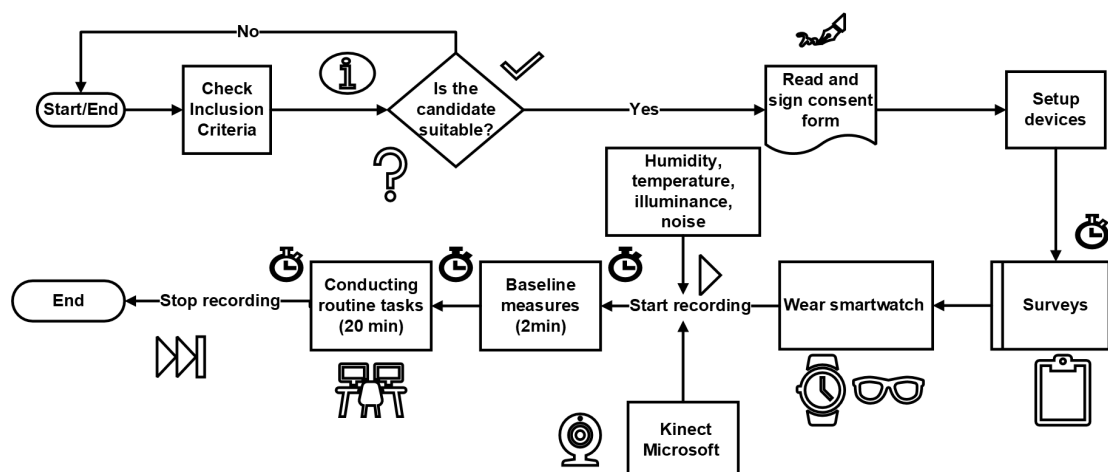 No
Start/End
Check
Inclusion
Criteria
Is the
candidate
suitable?
Yes
Read and
sign consent
form
Setup
devices
Humidity,
temperature,
illuminance,
noise
End
Stop recording
Conducting
routine tasks
(20 min)
Baseline
measures
(2min)
Start recording
Wear smartwatch
Surveys
Kinect
Microsoft